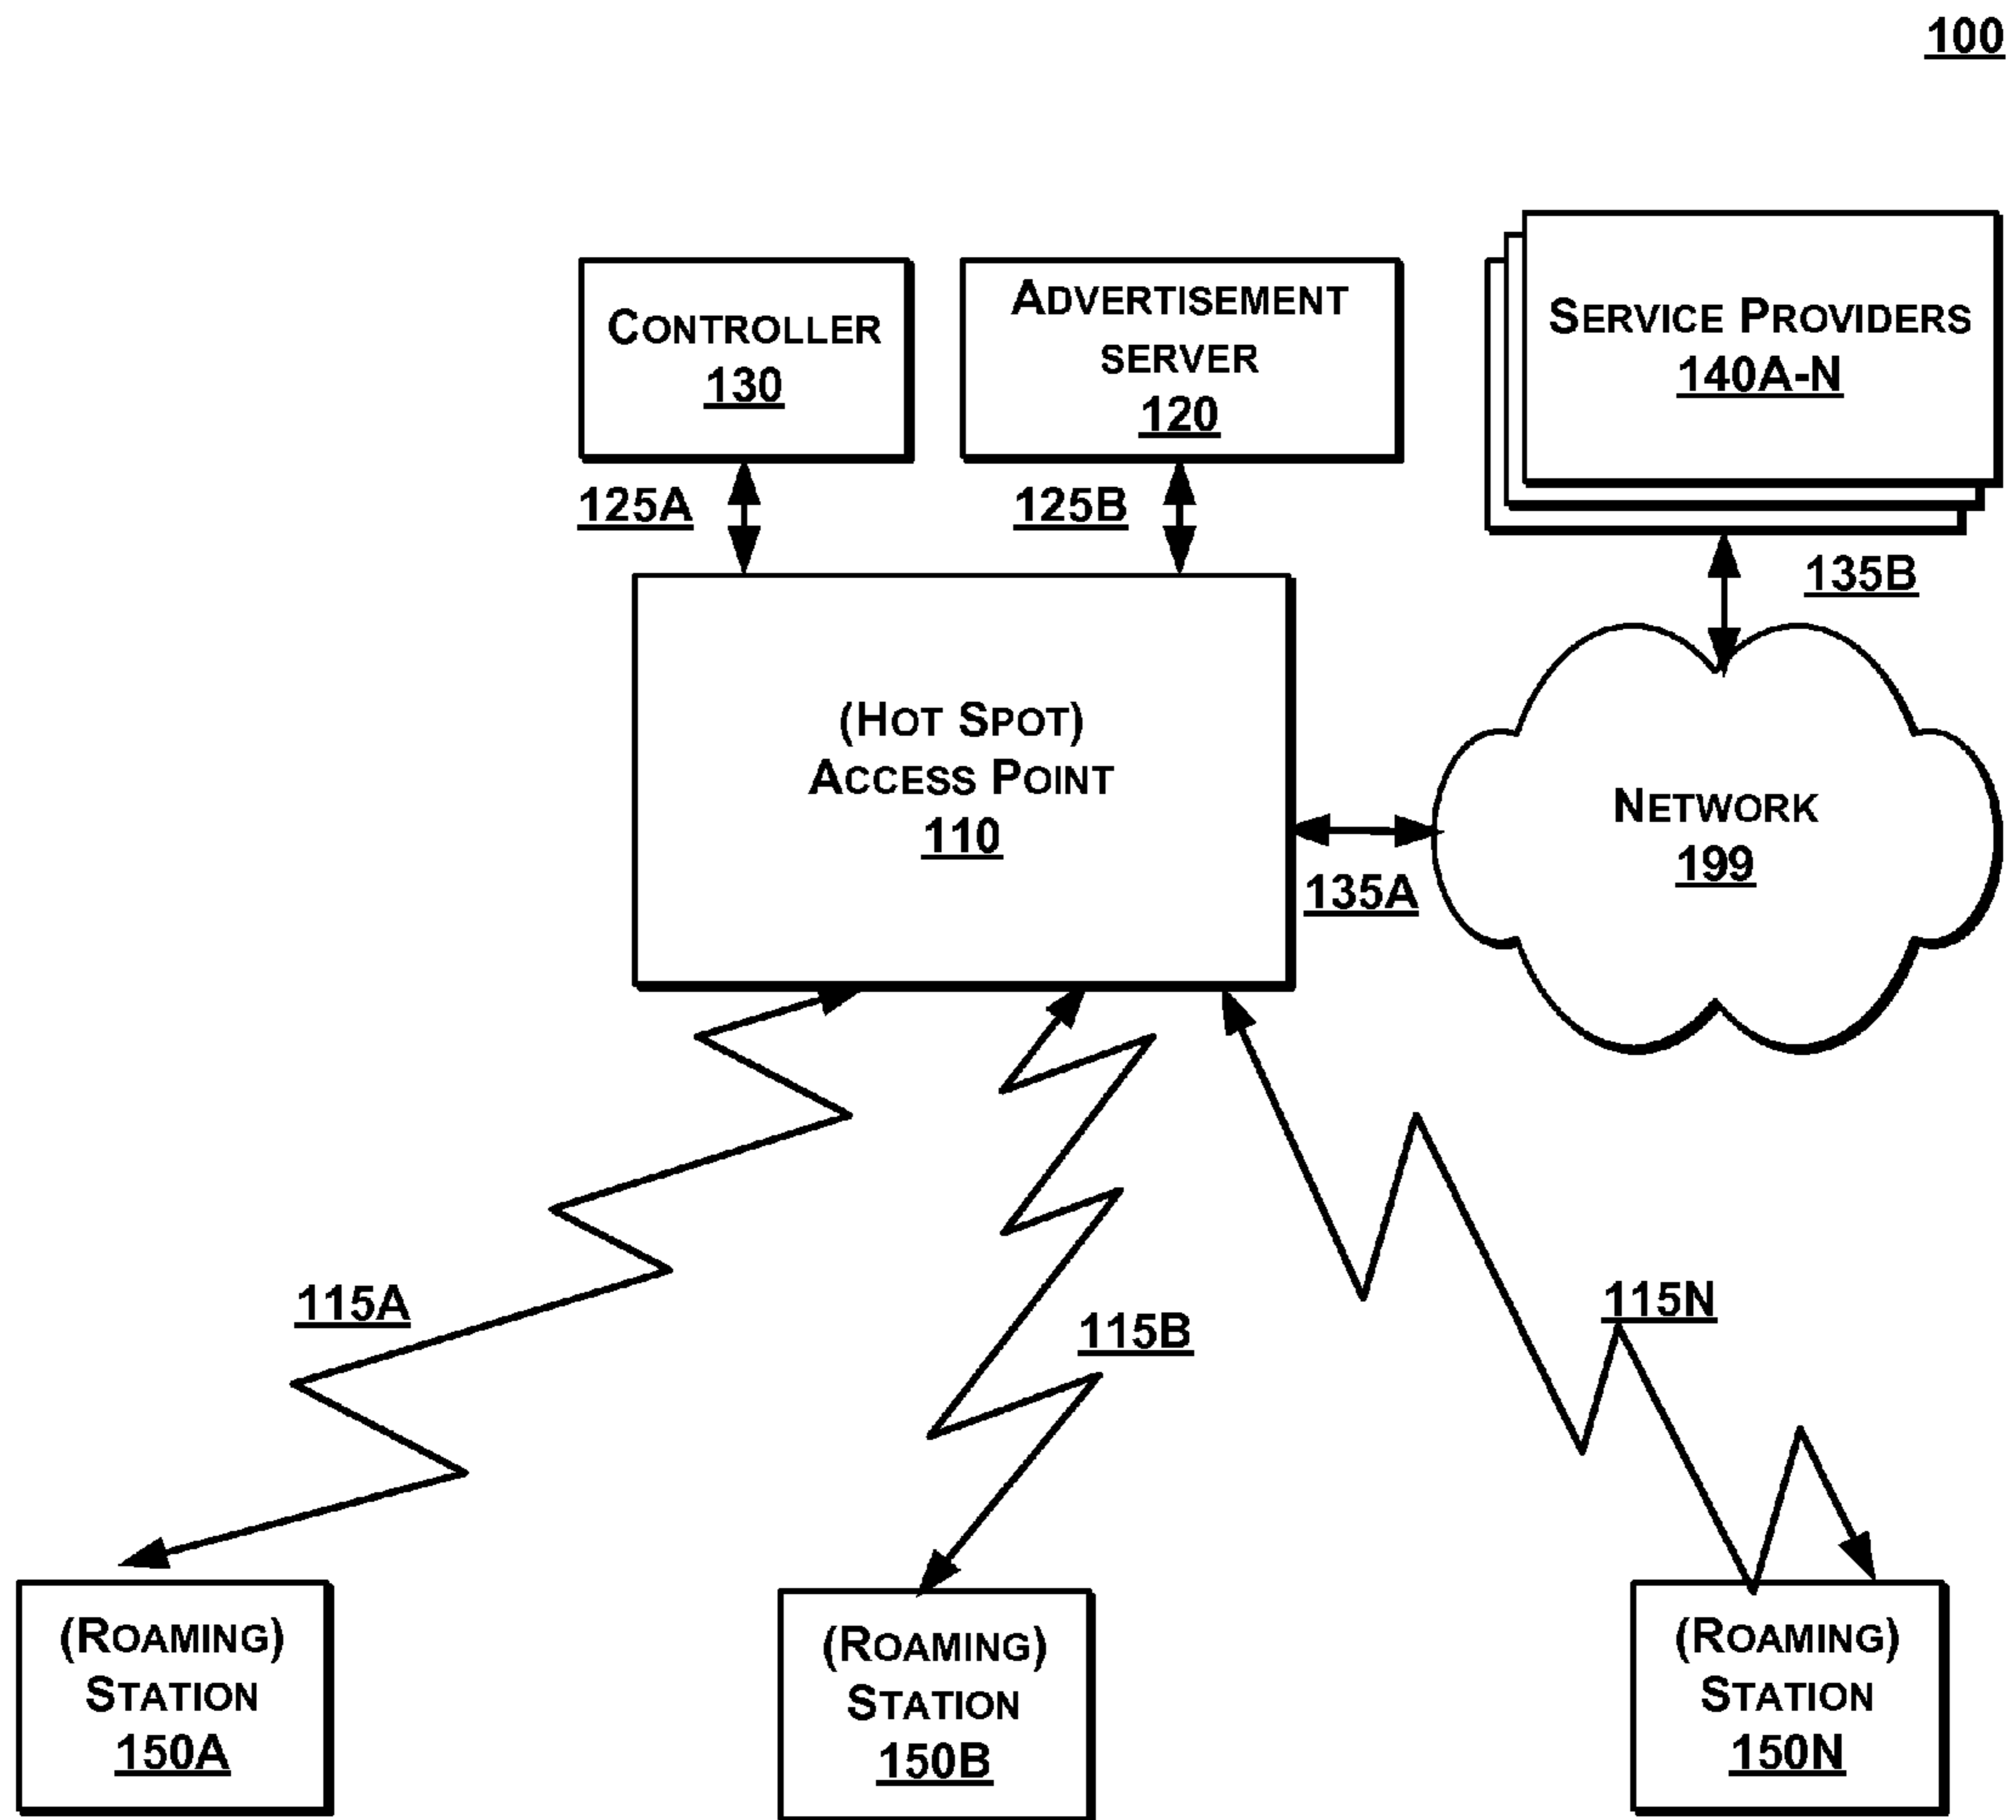 100
CONTROLLER
130
ADVERTISEMENT
SERVER
120
SERVICE PROVIDERS
140A-N
125A
125B
135B
(HOT SPOT)
ACCESS POINT
110
NETWORK
199
135A
115A
115B
115N
(ROAMING)
STATION
150A
(ROAMING)
STATION
150B
(ROAMING)
STATION
150N